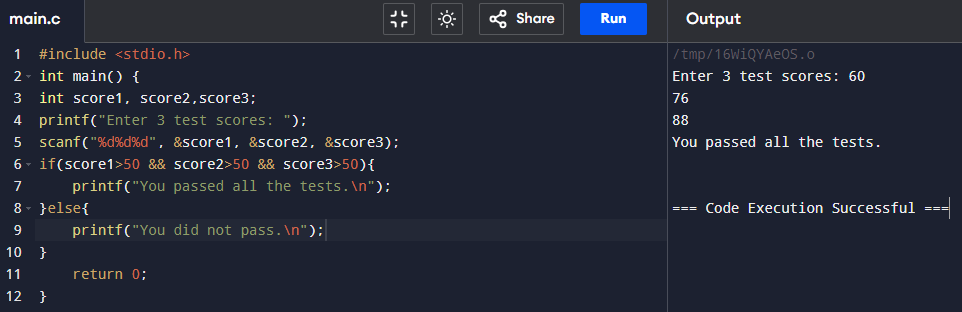 main.c
Share
Run
Output
1 #include <stdio.h>
2 int main() {
3 int score1, score2,score3;
4 printf("Enter 3 test scores: ");
5 scanf("%d%d%d", &score1, &score2, &score3);
6 if(score1>50 && score2>50 && score3>50){
7     printf("You passed all the tests.\n");
8 }else{
9     printf("You did not pass.\n");
10 }
11     return 0;
12 }
/tmp/16WiQYAeOS.o
Enter 3 test scores: 60
76
88
You passed all the tests.
=== Code Execution Successful ===